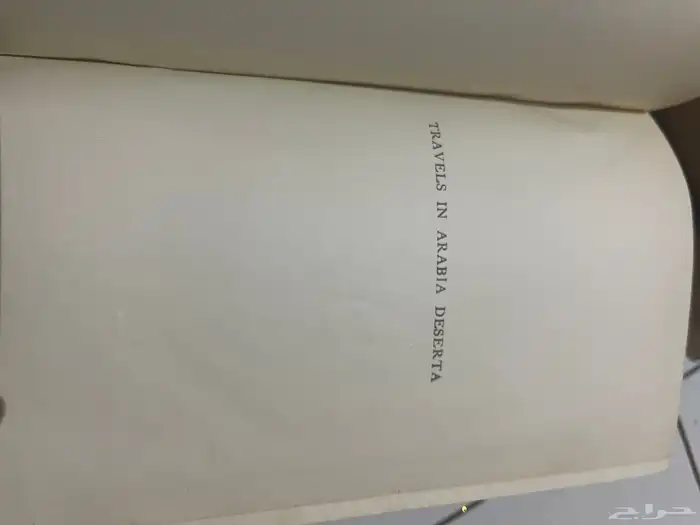 TRAVELS IN ARABIA DESERTA
حراج